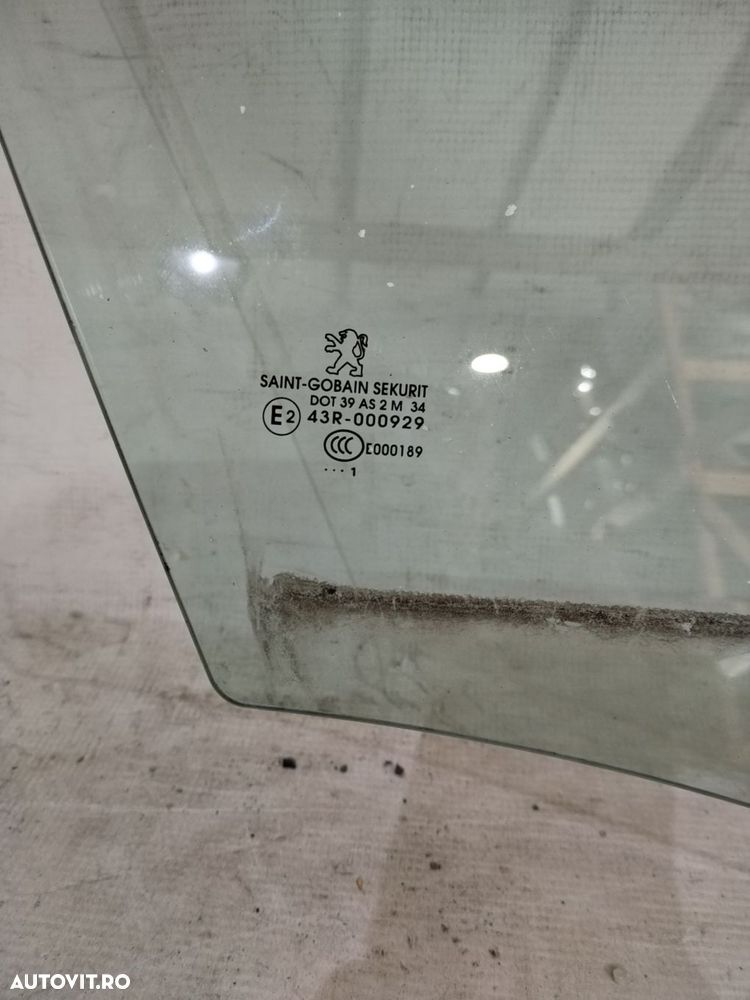 SAINT-GOBAIN SEKURIT
DOT 39 AS 2 M 34
E2 43R-000929
CCC E000189
... 1
AUTOVIT.RO